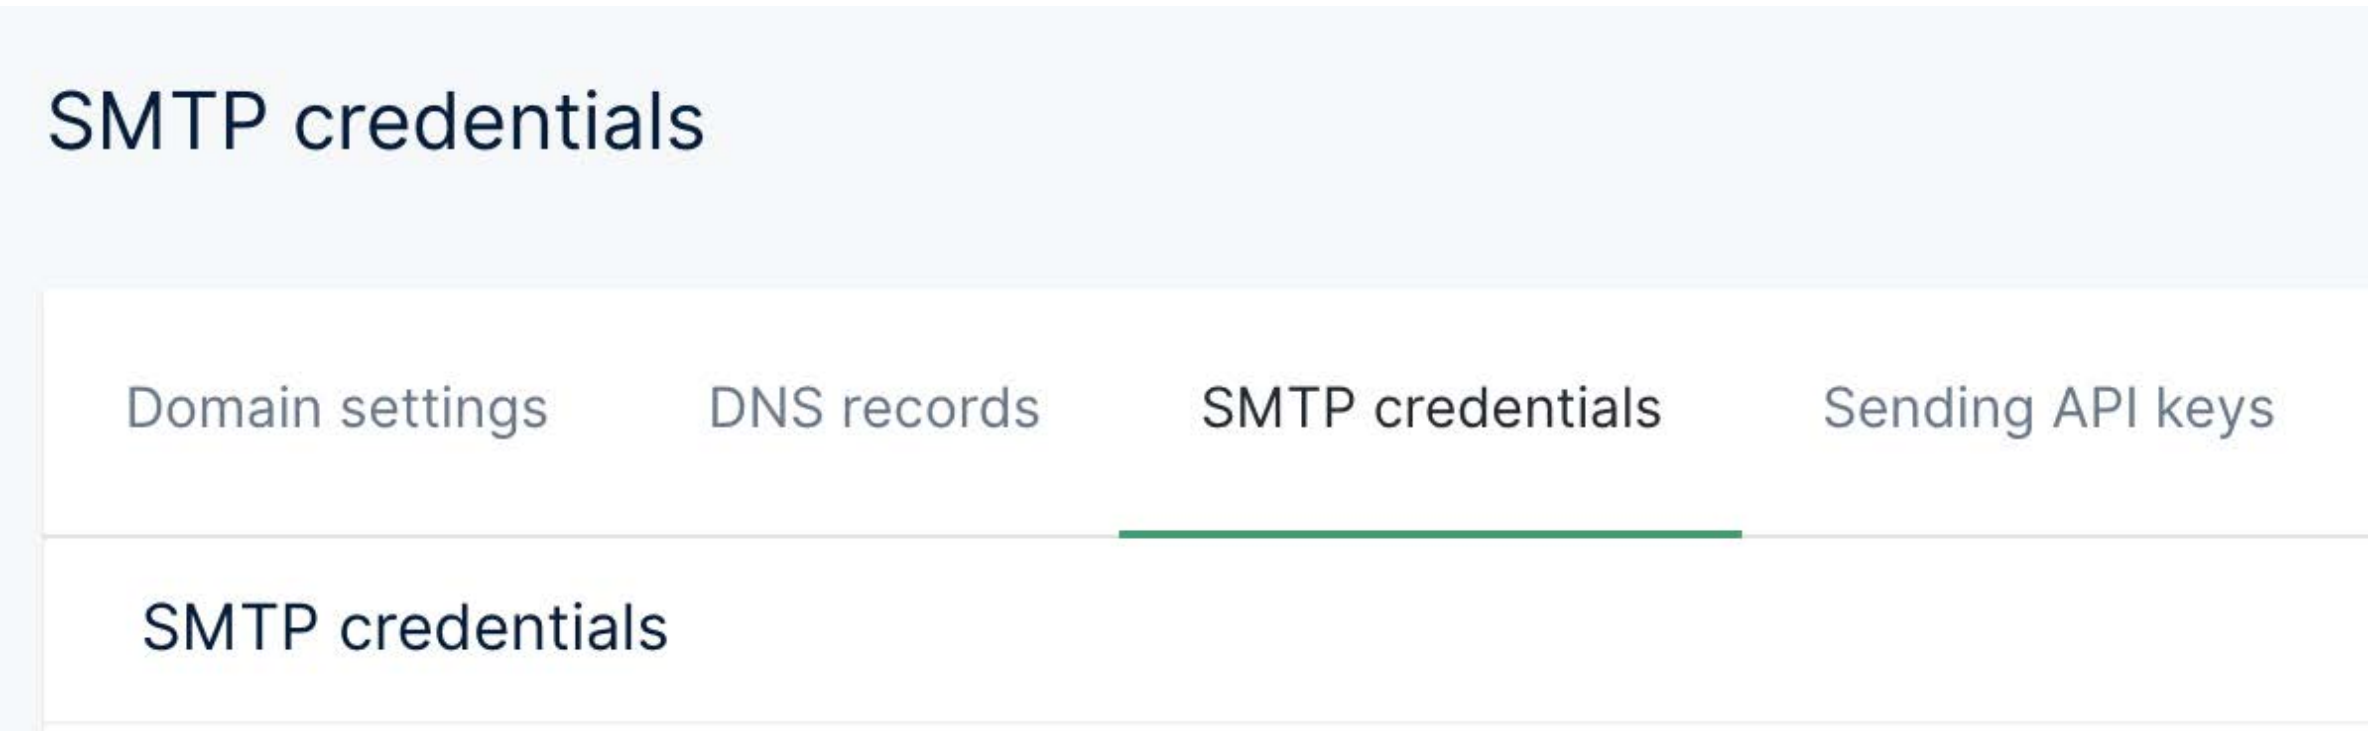 SMTP credentials
Domain settings DNS records SMTP credentials Sending API keys
SMTP credentials